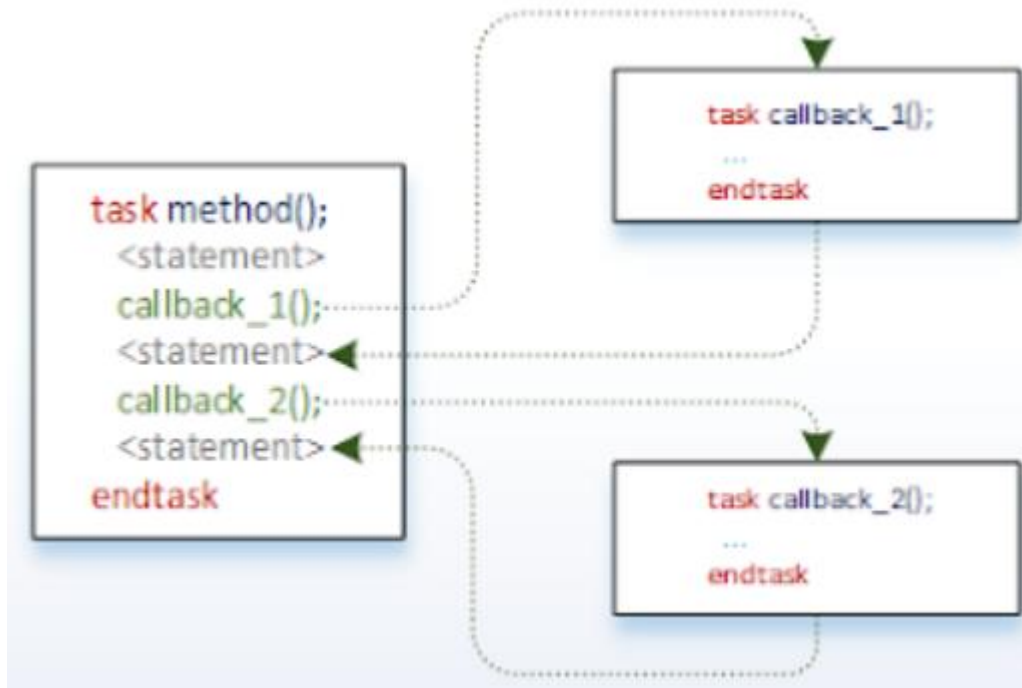 task method();
<statement>
callback_1();
<statement>
callback_2();
<statement>
endtask
task callback_1();
...
endtask
task callback_2();
...
endtask